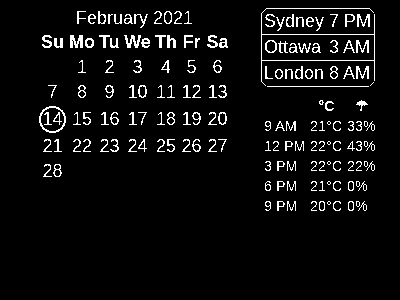 February 2021
Su Mo Tu We Th Fr Sa
1 2 3 4 5 6
7 8 9 10 11 12 13
14 15 16 17 18 19 20
21 22 23 24 25 26 27
28
Sydney 7 PM
Ottawa 3 AM
London 8 AM
°C ☂
9 AM 21°C 33%
12 PM 22°C 43%
3 PM 22°C 22%
6 PM 21°C 0%
9 PM 20°C 0%